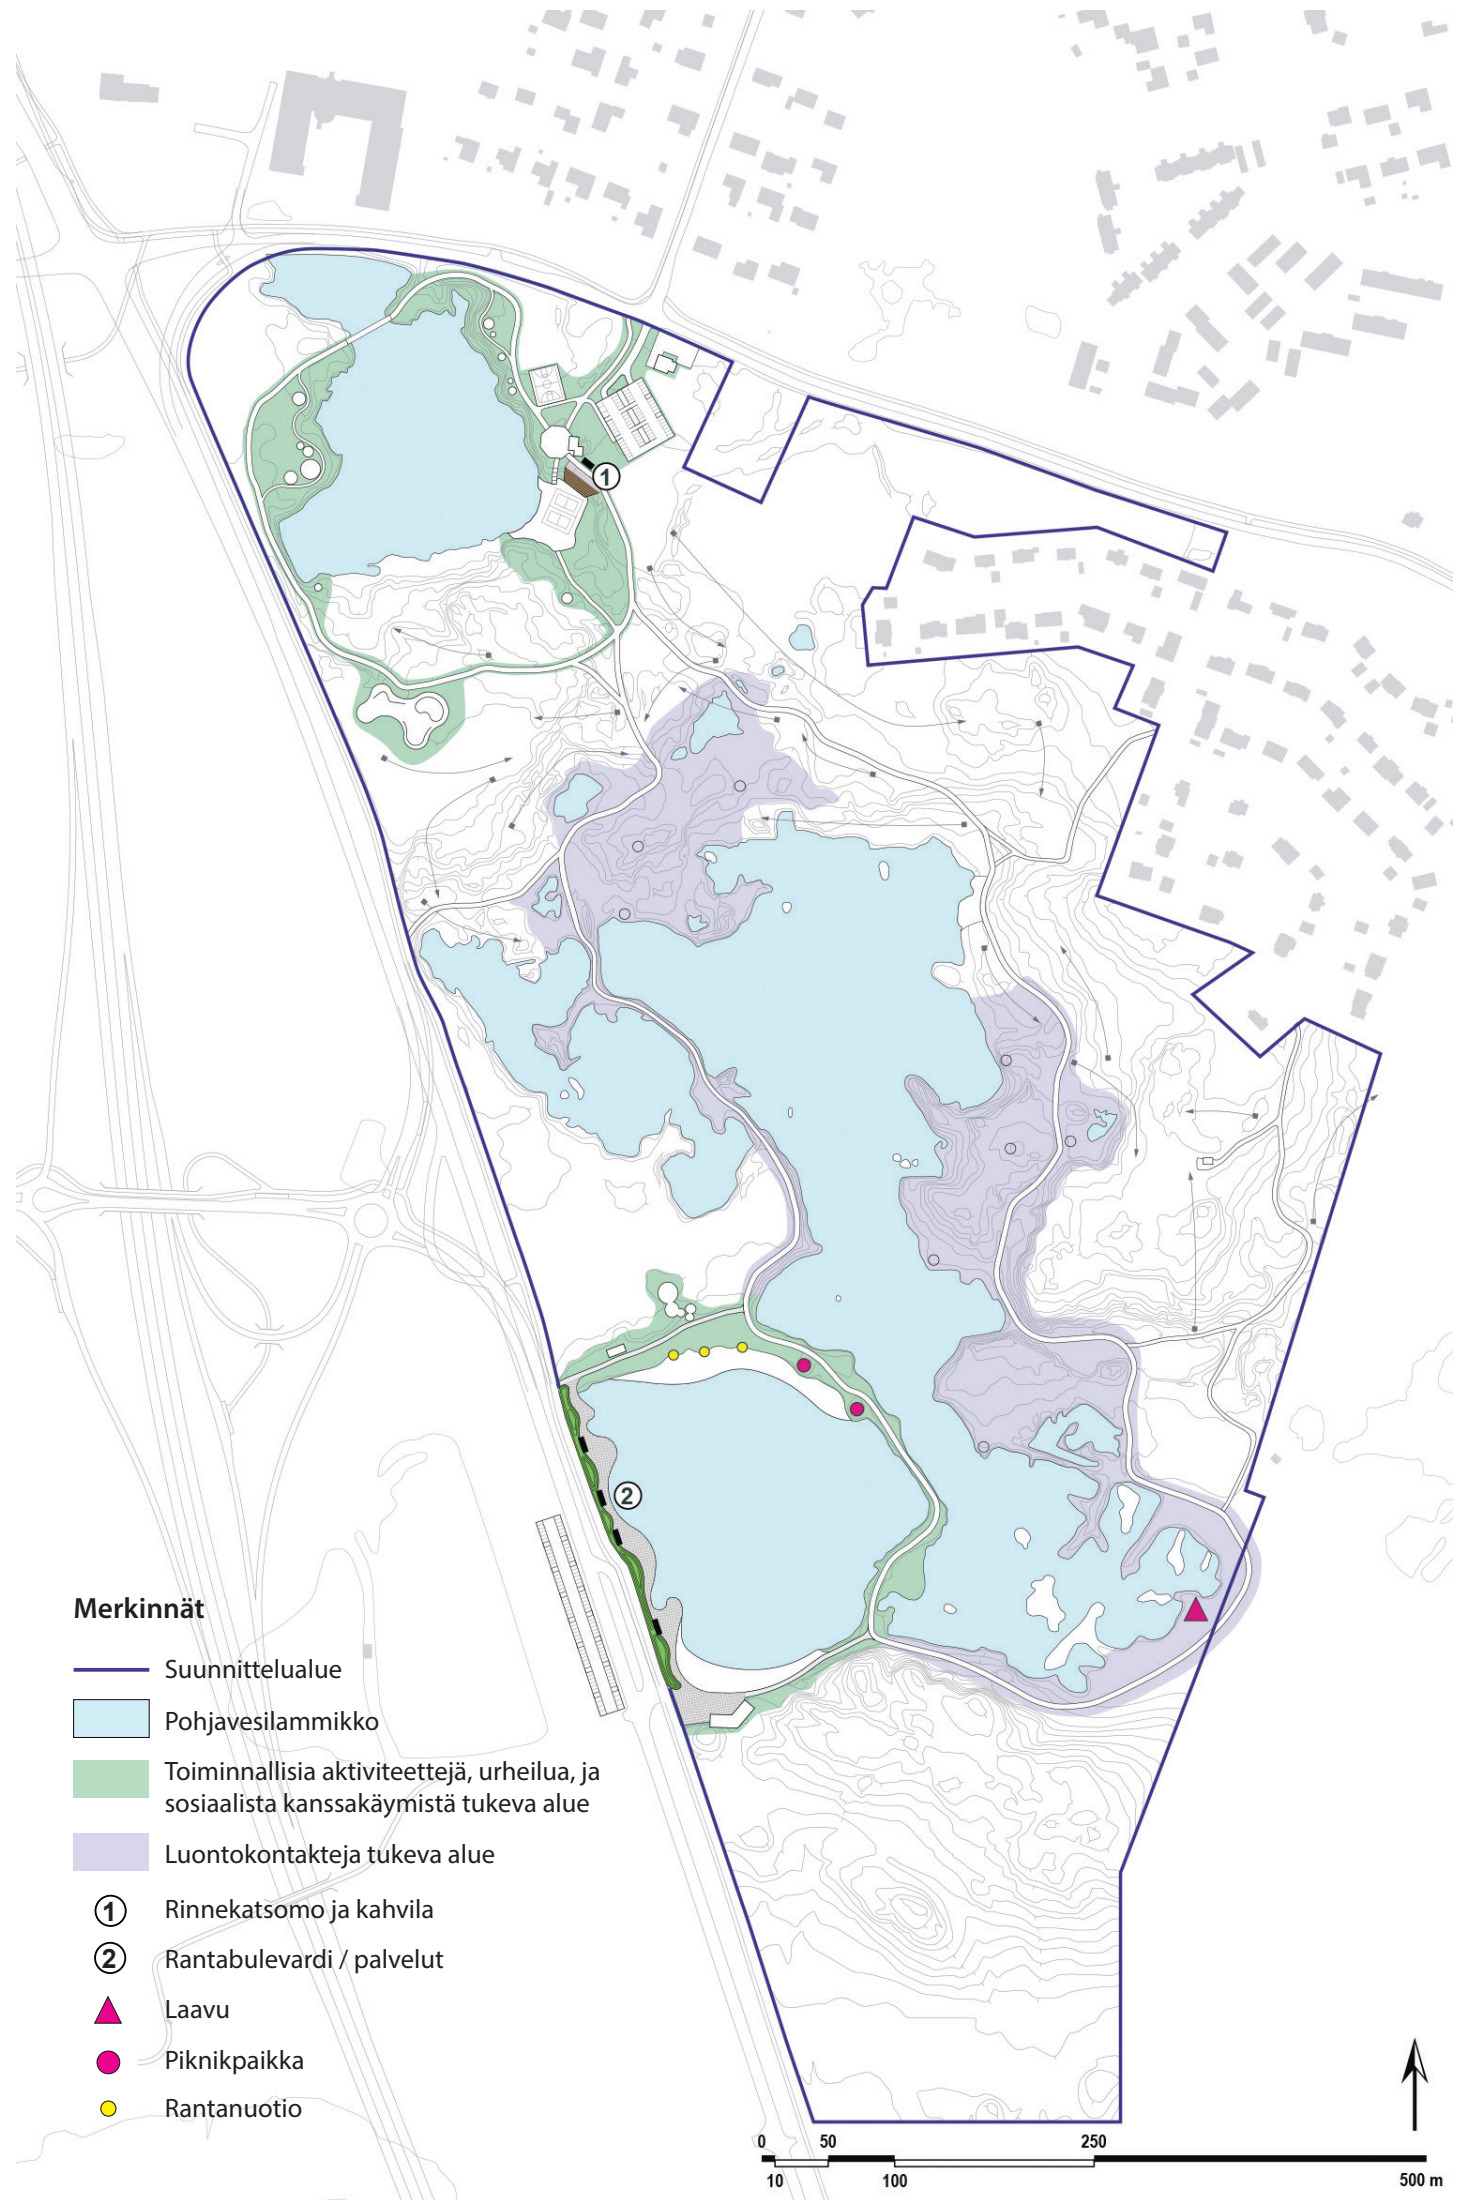 1
2
Merkinnät
Suunnittelualue
Pohjavesilammikko
Toiminnallisia aktiviteettejä, urheilua, ja
sosiaalista kanssakäymistä tukeva alue
Luontokontakteja tukeva alue
1 Rinnekatsomo ja kahvila
2 Rantabulevardi / palvelut
Laavu
Piknikpaikka
Rantanuotio
0 50 250
10 100 500 m